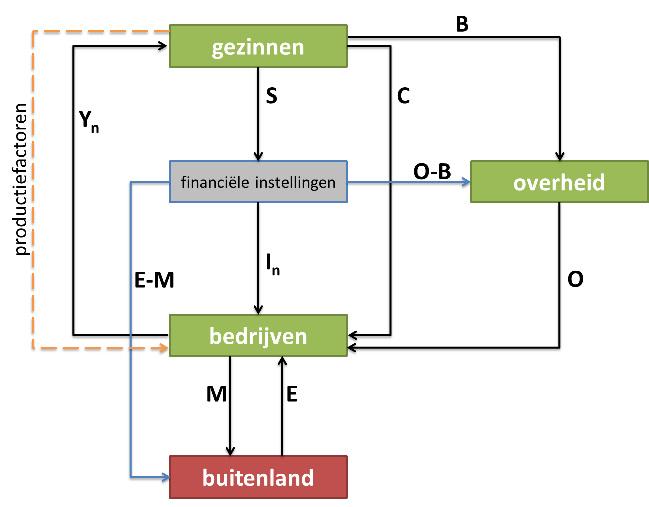 B
gezinnen
S
C
Yn
productiefactoren
financiële instellingen
O-B
overheid
E-M
In
O
bedrijven
M
E
buitenland